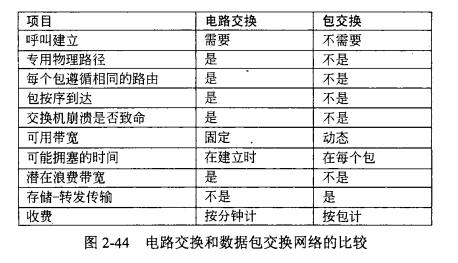 项目 电路交换 包交换
呼叫建立 需要 不需要
专用物理路径 是 不是
每个包遵循相同的路由 是 不是
包按序到达 是 不是
交换机崩溃是否致命 是 不是
可用带宽 固定 动态
可能拥塞的时间 在建立时 在每个包
潜在浪费带宽 是 不是
存储-转发传输 不是 是
收费 按分钟计 按包计
图 2-44 电路交换和数据包交换网络的比较